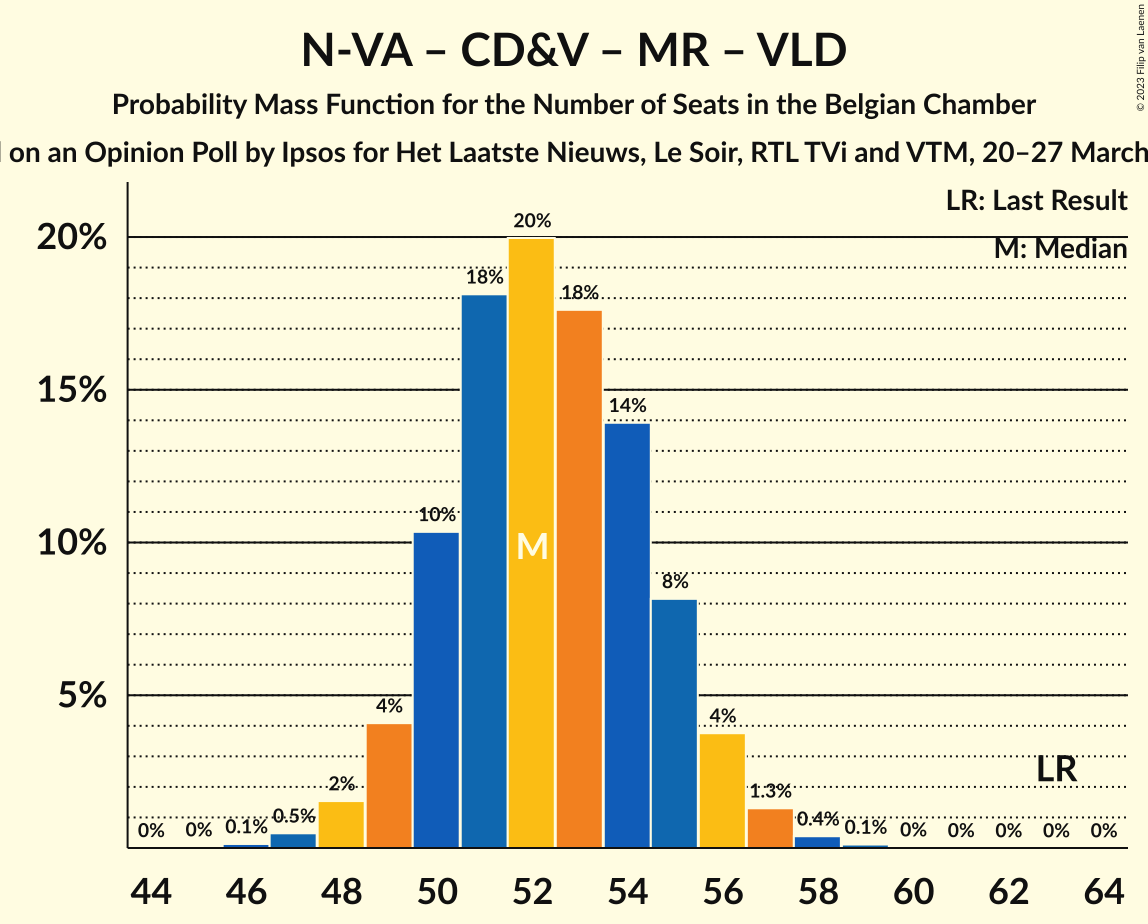 N-VA – CD&V – MR – VLD
Probability Mass Function for the Number of Seats in the Belgian Chamber
on an Opinion Poll by Ipsos for Het Laatste Nieuws, Le Soir, RTL TVi and VTM, 20–27 March
© 2023 Filip van Laenen
LR: Last Result
M: Median
20%
15%
10%
5%
0% 0% 0.1% 0.5% 2% 4% 10% 18% 20% 18% 14% 8% 4% 1.3% 0.4% 0.1% 0% 0% 0% 0% 0%
M
LR
44 46 48 50 52 54 56 58 60 62 64